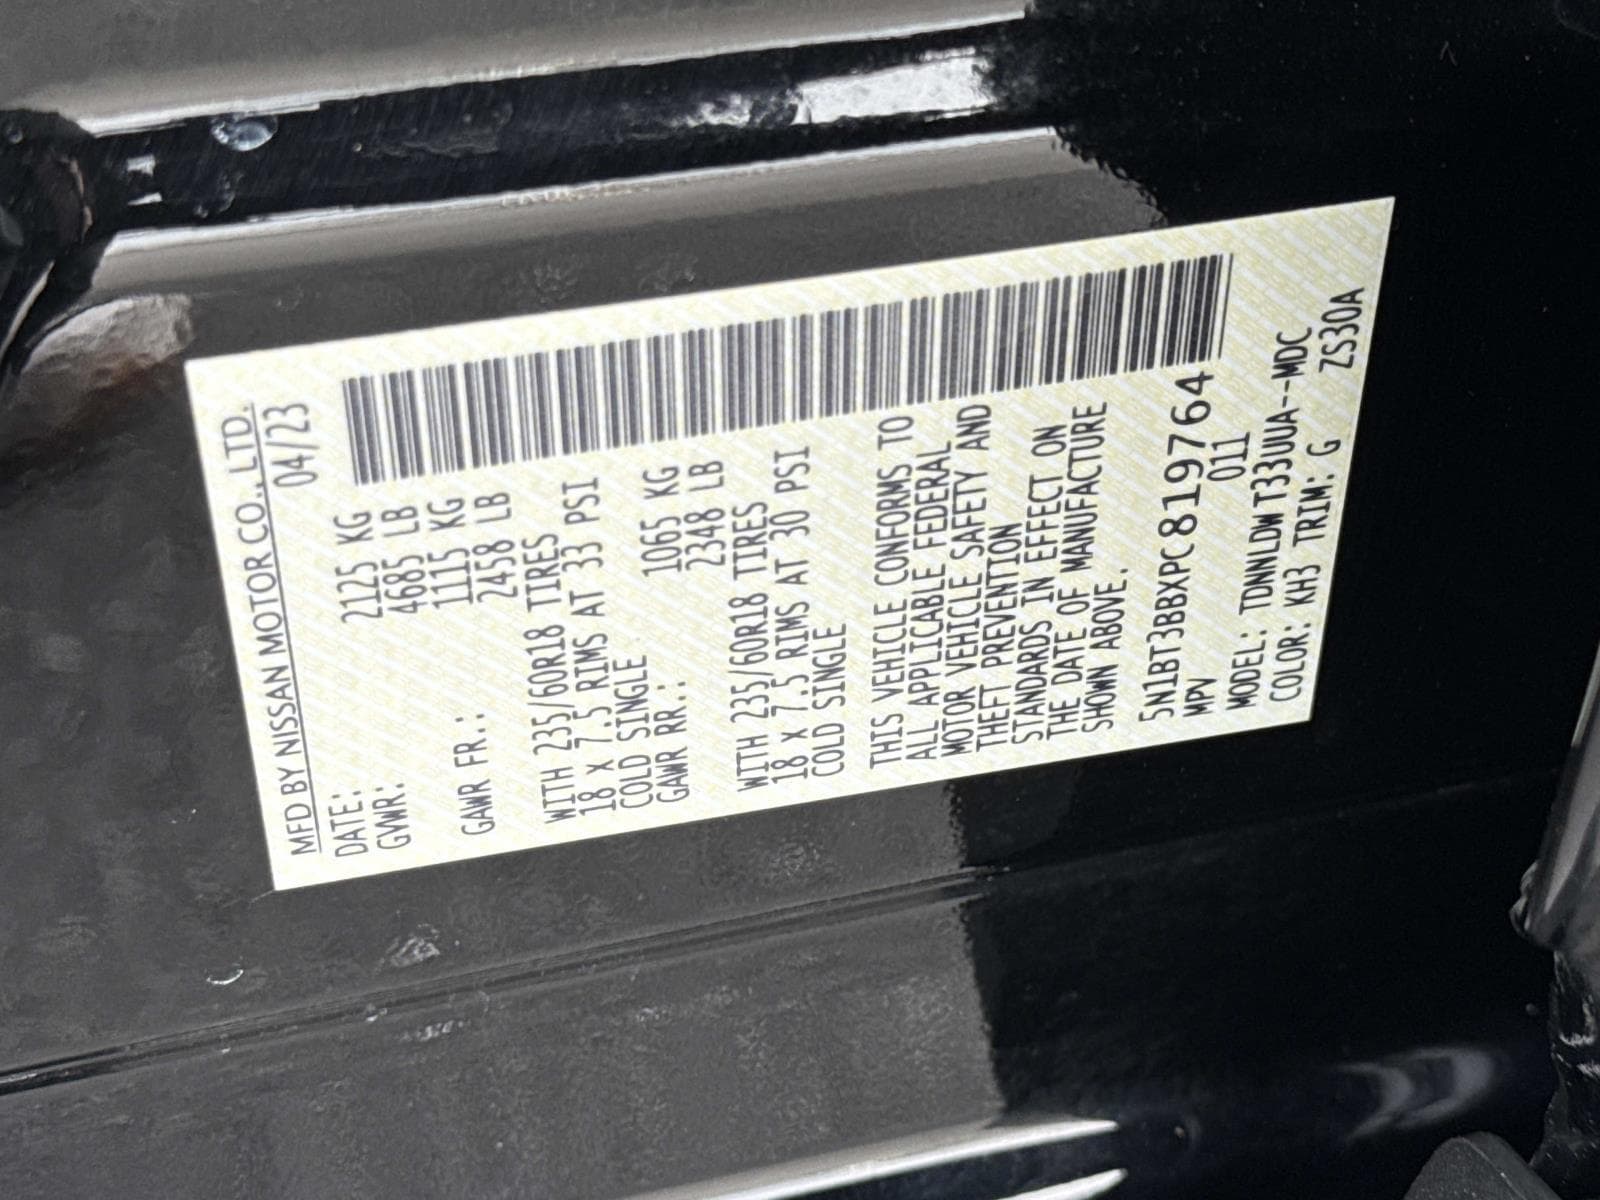 MFD BY NISSAN MOTOR CO., LTD.
DATE: 04/23
GVWR: 2125 KG
4685 LB
1115 KG
GAWR FR.: 2458 LB
WITH 235/60R18 TIRES
18 x 7.5 RIMS AT 33 PSI
COLD SINGLE
GAWR RR.: 1065 KG
2348 LB
WITH 235/60R18 TIRES
18 x 7.5 RIMS AT 30 PSI
COLD SINGLE
THIS VEHICLE CONFORMS TO
ALL APPLICABLE FEDERAL
MOTOR VEHICLE SAFETY AND
THEFT PREVENTION
STANDARDS IN EFFECT ON
THE DATE OF MANUFACTURE
SHOWN ABOVE.
5N1BT3BBXPC819764
MPV 011
MODEL: TDNNLDW T33UUA--MDC
COLOR: KH3 TRIM: G ZS30A